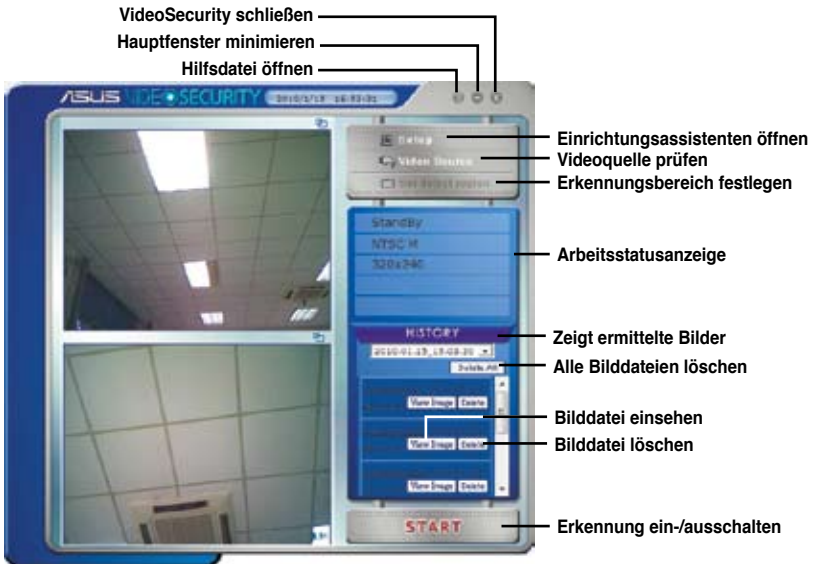 VideoSecurity schließen
Hauptfenster minimieren
Hilfsdatei öffnen
ASUS VIDEOSECURITY
Setup
Einrichtungsassistenten öffnen
Video Source
Videoquelle prüfen
Erkennungsbereich festlegen
StandBy
NTSC M
320x240
Arbeitsstatusanzeige
HISTORY
Zeigt ermittelte Bilder
Delete All
Alle Bilddateien löschen
View Image Delete
Bilddatei einsehen
View Image Delete
Bilddatei löschen
View Image Delete
START
Erkennung ein-/ausschalten